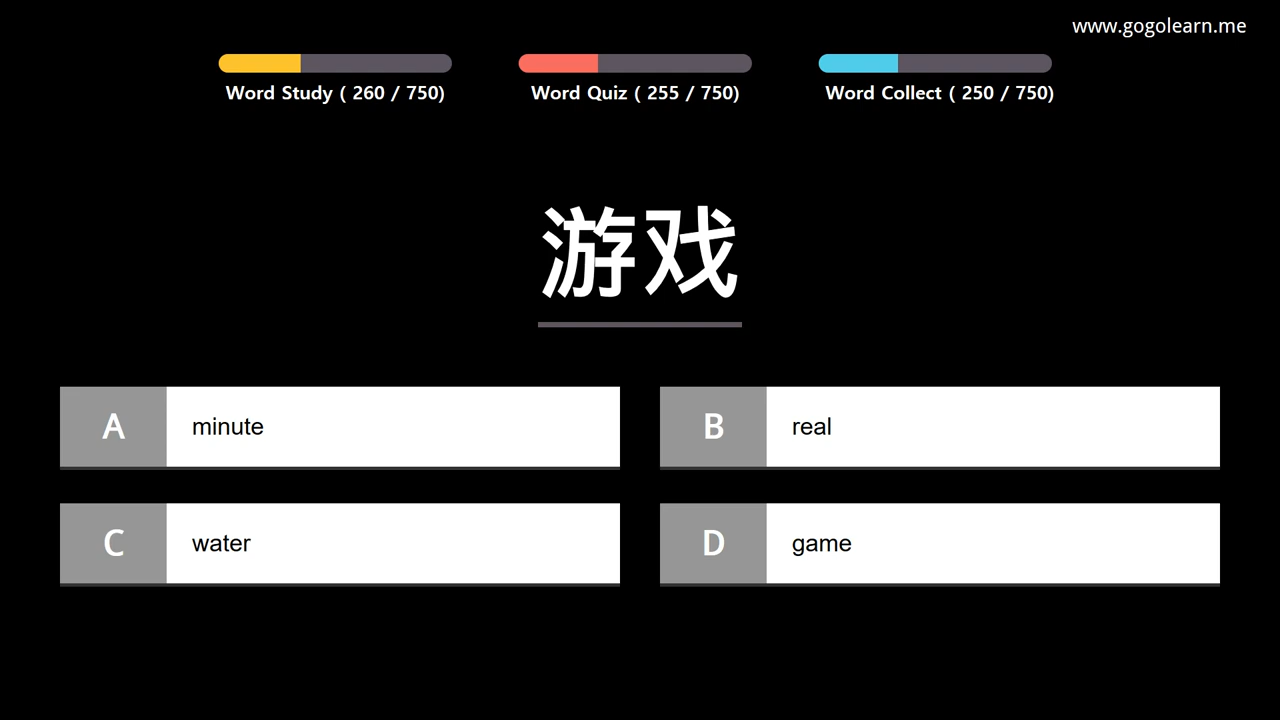 www.gogolearn.me
Word Study ( 260 / 750)
Word Quiz ( 255 / 750)
Word Collect ( 250 / 750)
游戏
A minute
B real
C water
D game